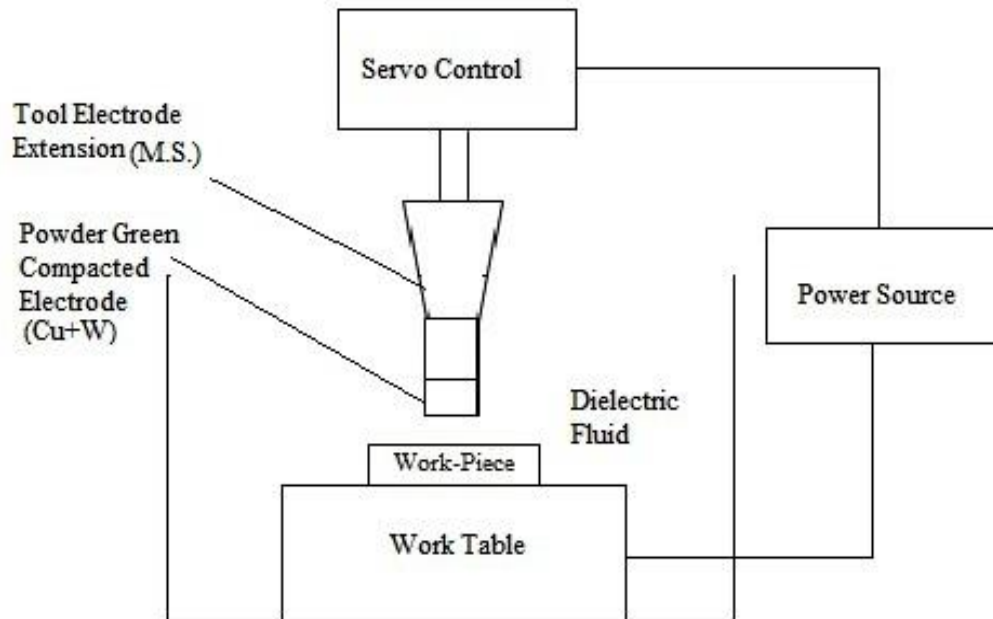 Servo Control
Tool Electrode
Extension (M.S.)
Powder Green
Compacted
Electrode
(Cu+W)
Power Source
Dielectric
Fluid
Work-Piece
Work Table